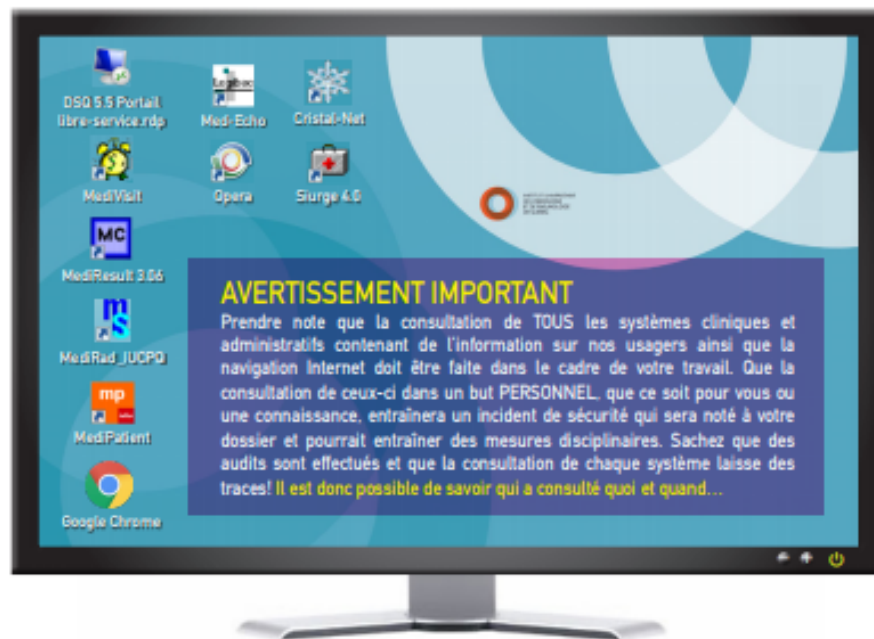 DSQ 5.5 Portail
libre-service.rdp
Logibec
Medi-Echo
Cristal-Net
MediVisit
Opera
Siurge 4.0
MC
MediResult 3.06
ms
MediRad_IUCPQ
mp
MediPatient
Google Chrome
AVERTISSEMENT IMPORTANT
Prendre note que la consultation de TOUS les systèmes cliniques et
administratifs contenant de l'information sur nos usagers ainsi que la
navigation Internet doit être faite dans le cadre de votre travail. Que la
consultation de ceux-ci dans un but PERSONNEL, que ce soit pour vous ou
une connaissance, entraînera un incident de sécurité qui sera noté à votre
dossier et pourrait entraîner des mesures disciplinaires. Sachez que des
audits sont effectués et que la consultation de chaque système laisse des
traces! Il est donc possible de savoir qui a consulté quoi et quand...